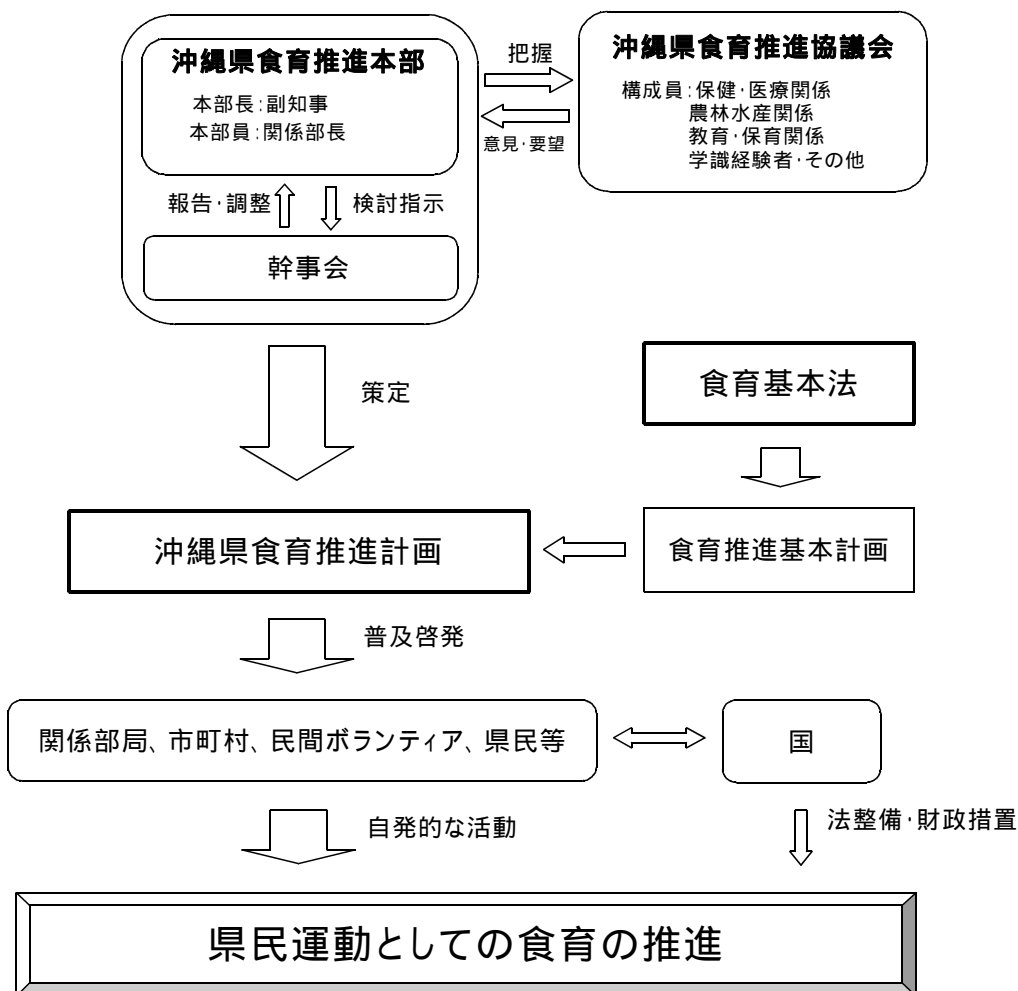 沖縄県食育推進本部
本部長:副知事
本部員:関係部長
把握
意見・要望
沖縄県食育推進協議会
構成員:保健・医療関係
農林水産関係
教育・保育関係
学識経験者・その他
報告・調整
検討指示
幹事会
策定
食育基本法
沖縄県食育推進計画
食育推進基本計画
普及啓発
関係部局、市町村、民間ボランティア、県民等
国
自発的な活動
法整備・財政措置
県民運動としての食育の推進